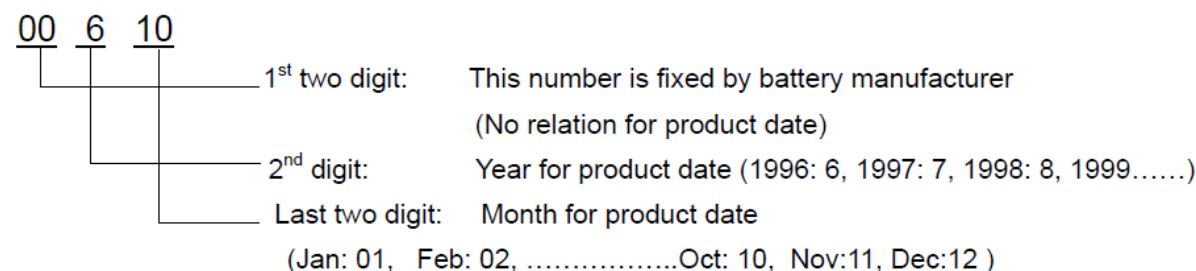 00 6 10
1st two digit: This number is fixed by battery manufacturer
(No relation for product date)
2nd digit: Year for product date (1996: 6, 1997: 7, 1998: 8, 1999……)
Last two digit: Month for product date
(Jan: 01, Feb: 02, ……………..Oct: 10, Nov:11, Dec:12 )